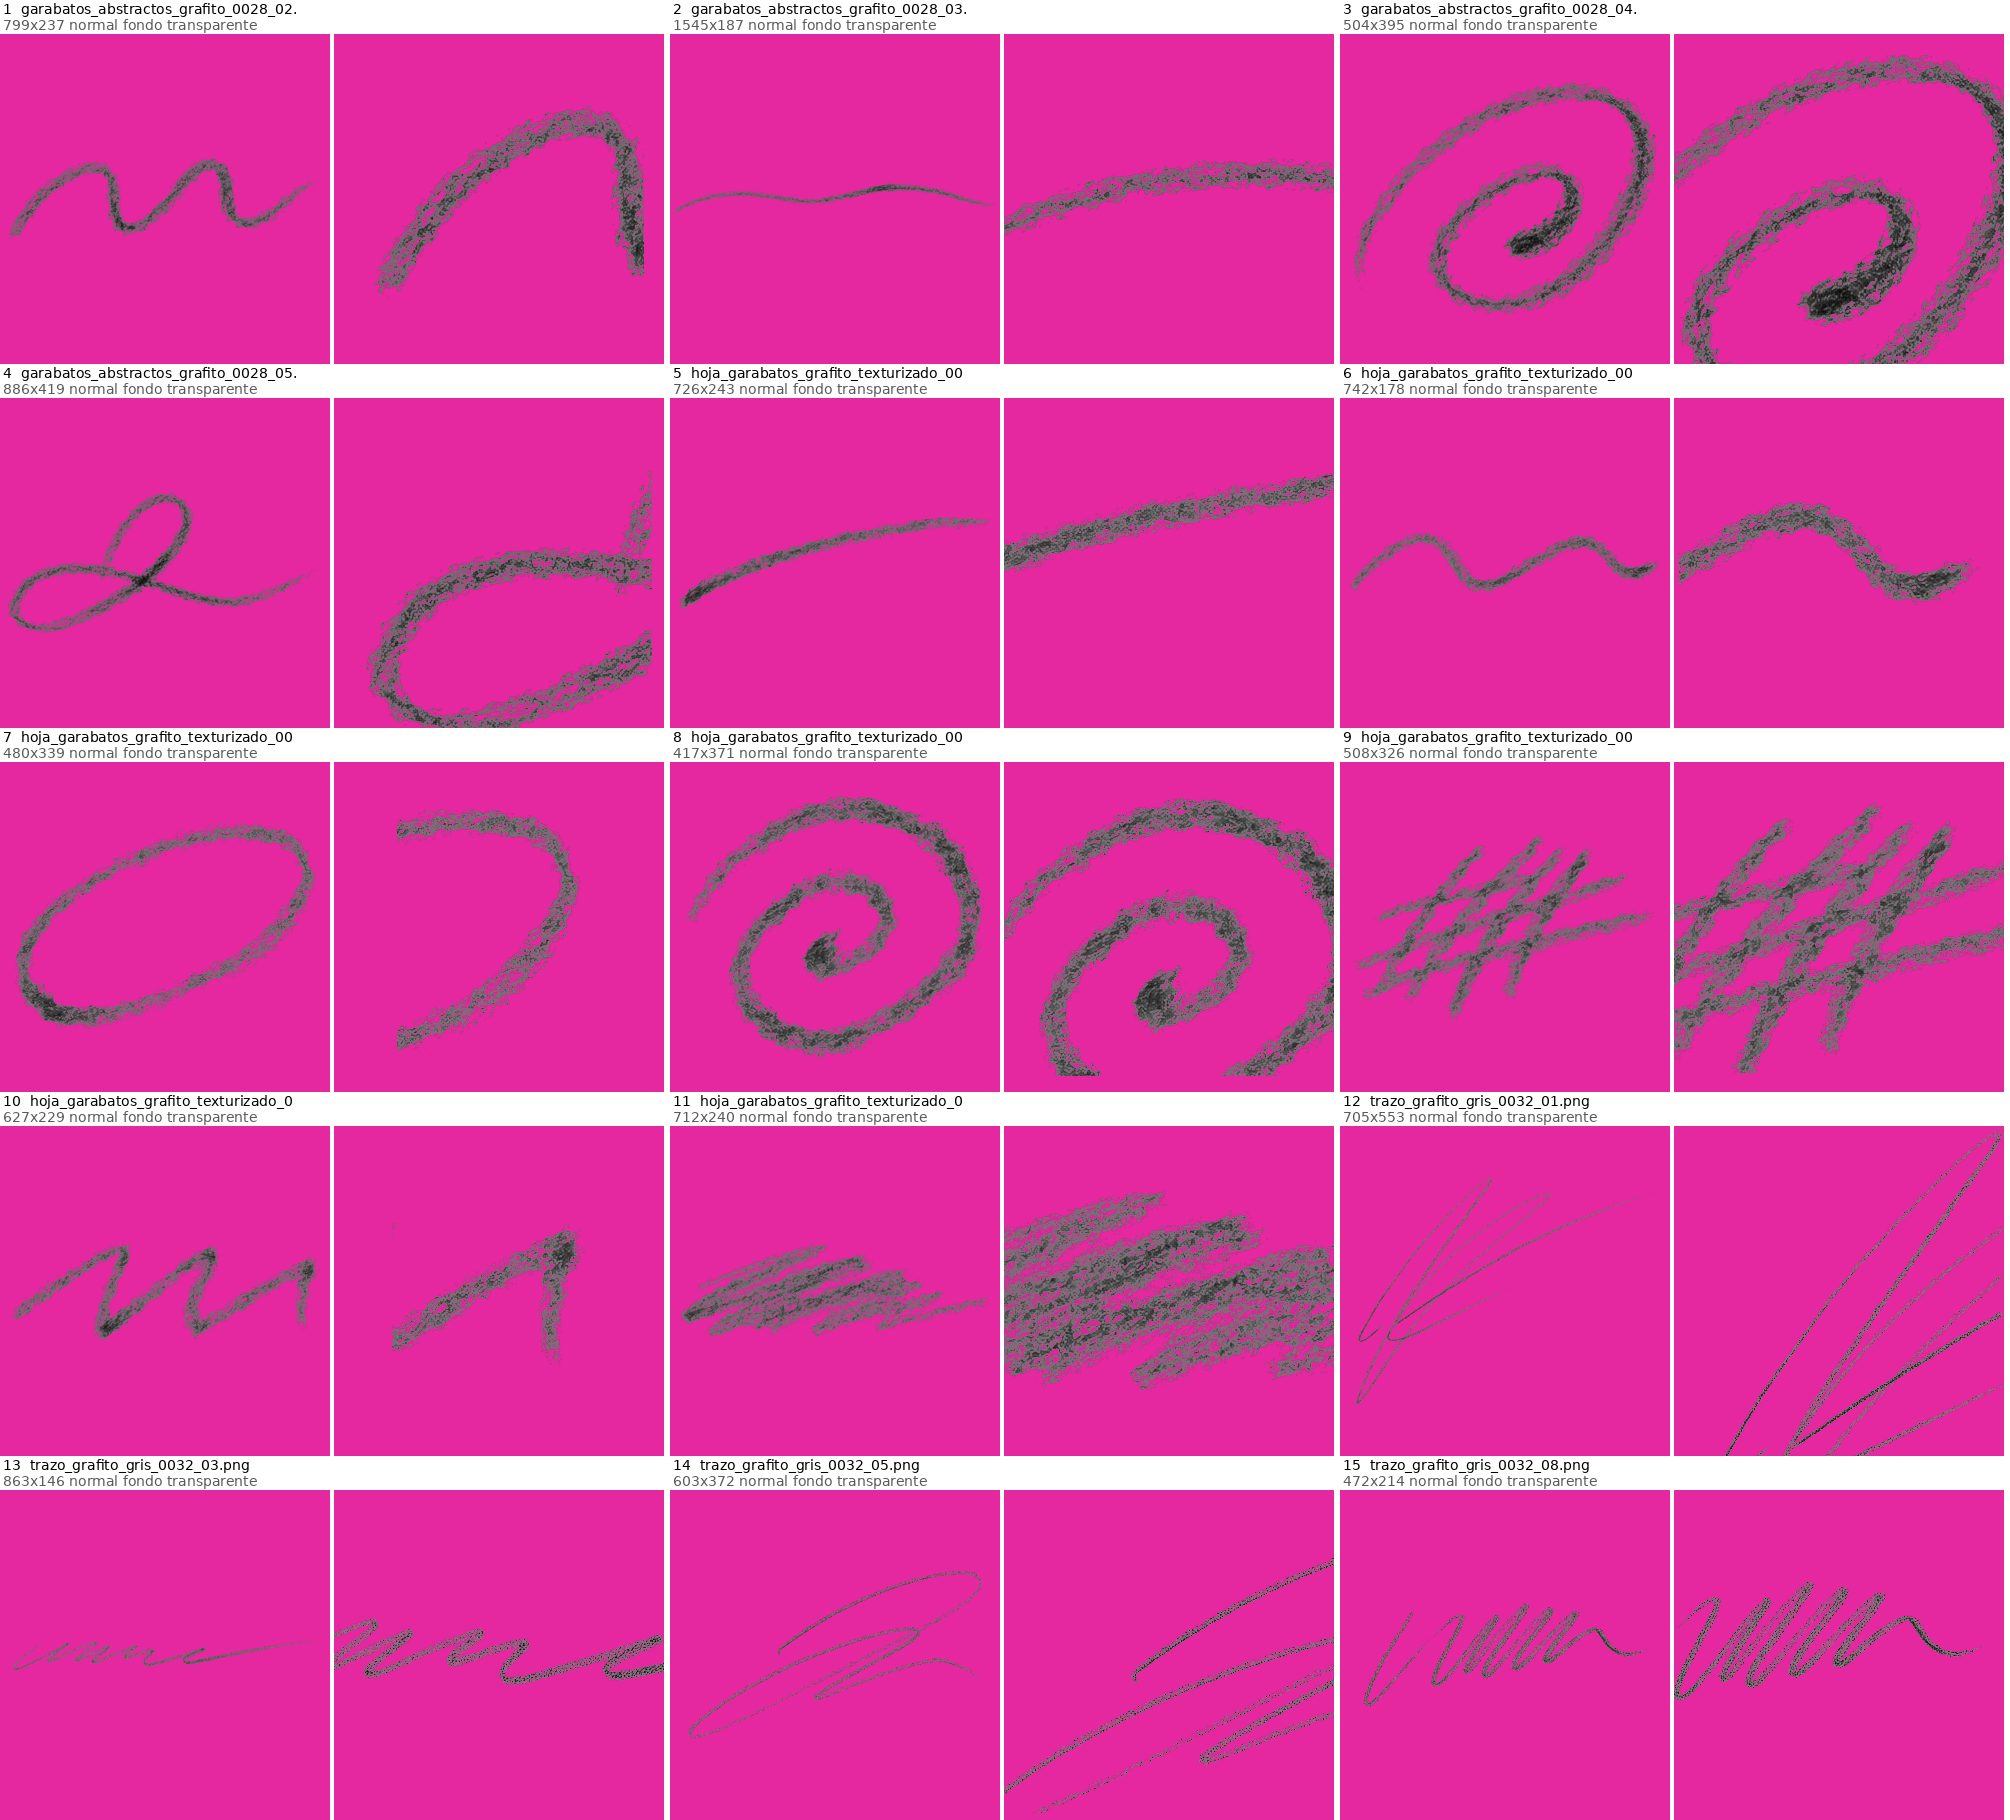 1 garabatos_abstractos_grafito_0028_02.
799x237 normal fondo transparente
2 garabatos_abstractos_grafito_0028_03.
1545x187 normal fondo transparente
3 garabatos_abstractos_grafito_0028_04.
504x395 normal fondo transparente
4 garabatos_abstractos_grafito_0028_05.
886x419 normal fondo transparente
5 hoja_garabatos_grafito_texturizado_00
726x243 normal fondo transparente
6 hoja_garabatos_grafito_texturizado_00
742x178 normal fondo transparente
7 hoja_garabatos_grafito_texturizado_00
480x339 normal fondo transparente
8 hoja_garabatos_grafito_texturizado_00
417x371 normal fondo transparente
9 hoja_garabatos_grafito_texturizado_00
508x326 normal fondo transparente
10 hoja_garabatos_grafito_texturizado_0
627x229 normal fondo transparente
11 hoja_garabatos_grafito_texturizado_0
712x240 normal fondo transparente
12 trazo_grafito_gris_0032_01.png
705x553 normal fondo transparente
13 trazo_grafito_gris_0032_03.png
863x146 normal fondo transparente
14 trazo_grafito_gris_0032_05.png
603x372 normal fondo transparente
15 trazo_grafito_gris_0032_08.png
472x214 normal fondo transparente